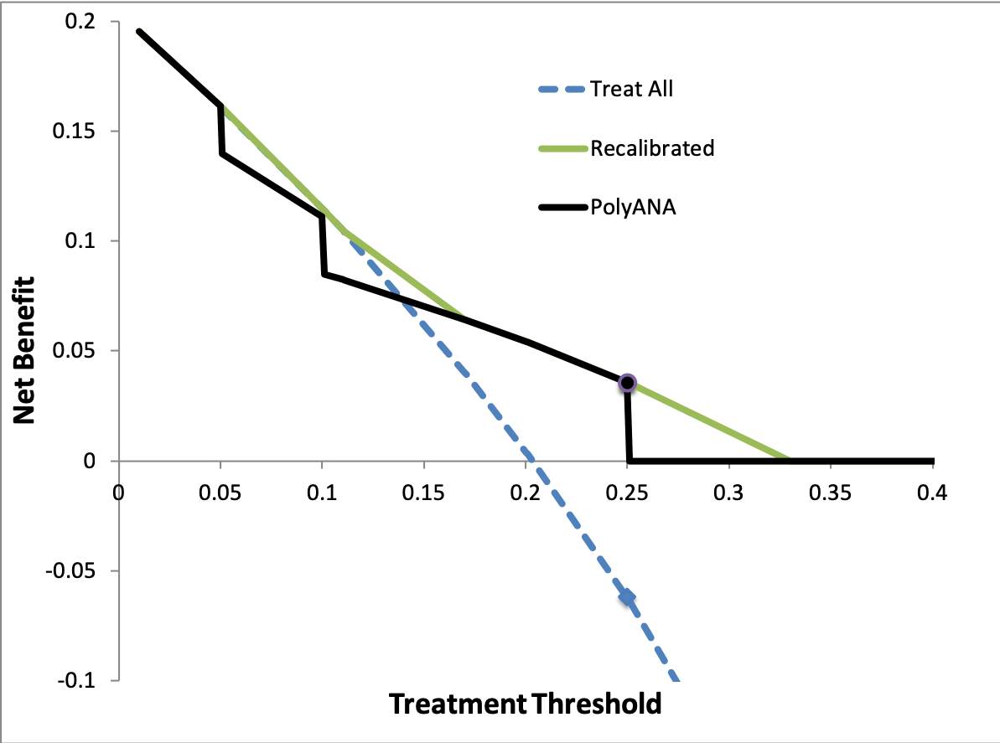 0.2
Treat All
0.15
Recalibrated
PolyANA
0.1
Net Benefit
0.05
0
0 0.05 0.1 0.15 0.2 0.25 0.3 0.35 0.4
-0.05
-0.1
Treatment Threshold